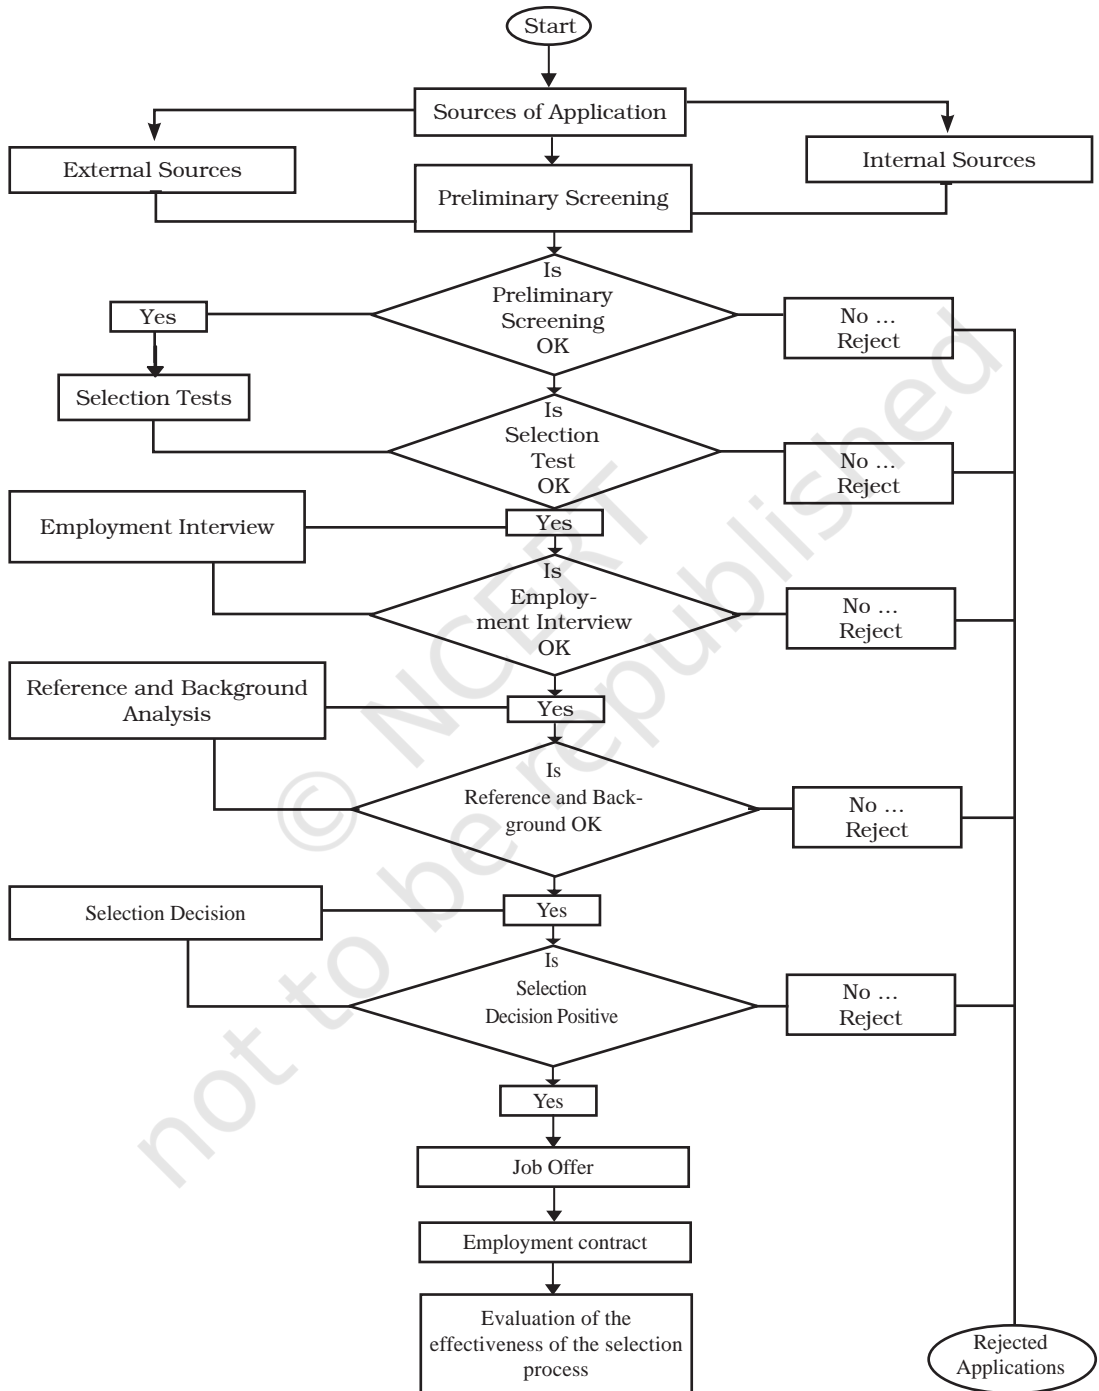 Start
Sources of Application
External Sources
Internal Sources
Preliminary Screening
Is
Preliminary
Screening
OK
Yes
No ...
Reject
Selection Tests
Is
Selection
Test
OK
No ...
Reject
Employment Interview
Yes
Is
Employ-
ment Interview
OK
No ...
Reject
Reference and Background
Analysis
Yes
Is
Reference and Back-
ground OK
No ...
Reject
Selection Decision
Yes
Is
Selection
Decision Positive
No ...
Reject
Yes
Job Offer
Employment contract
Evaluation of the
effectiveness of the selection
process
Rejected
Applications
© NCERT
not to be republished